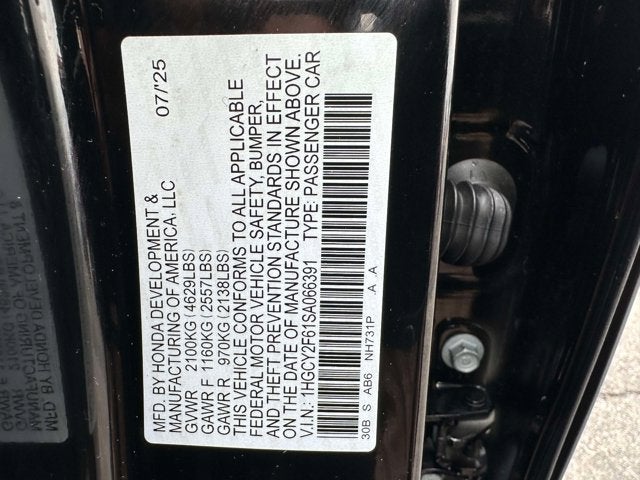 MFD. BY HONDA DEVELOPMENT & 07/'25
MANUFACTURING OF AMERICA, LLC
GVWR 2100KG (4629LBS)
GAWR F 1160KG (2557LBS)
GAWR R 970KG (2138LBS)
THIS VEHICLE CONFORMS TO ALL APPLICABLE
FEDERAL MOTOR VEHICLE SAFETY, BUMPER,
AND THEFT PREVENTION STANDARDS IN EFFECT
ON THE DATE OF MANUFACTURE SHOWN ABOVE.
V.I.N: 1HGCY2F61SA066391 TYPE: PASSENGER CAR
30B S AB6 NH731P A A